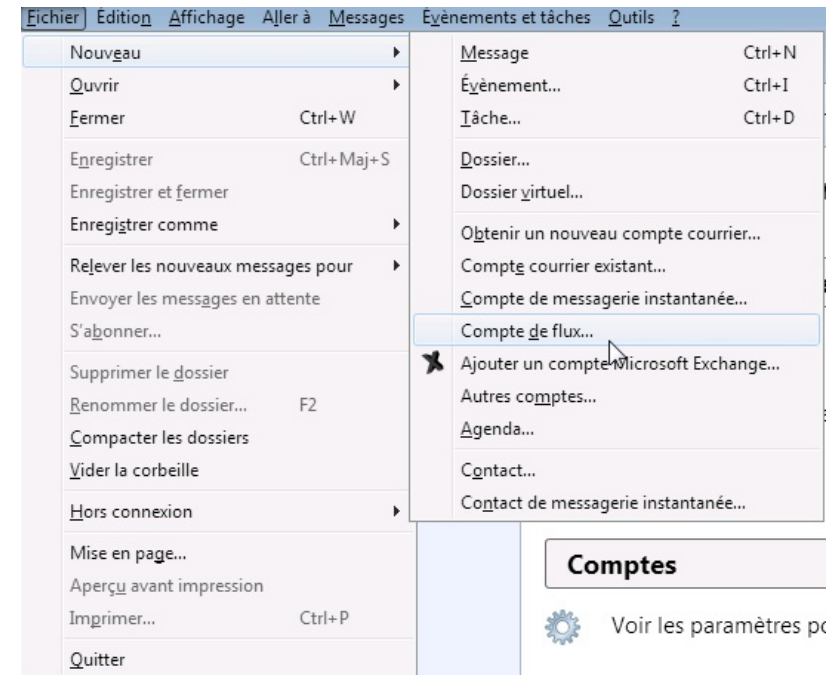 Fichier Édition Affichage Aller à Messages Évènements et tâches Outils ?
Nouveau
Ouvrir
Fermer Ctrl+W
Enregistrer Ctrl+Maj+S
Enregistrer et fermer
Enregistrer comme
Relever les nouveaux messages pour
Envoyer les messages en attente
S'abonner...
Supprimer le dossier
Renommer le dossier... F2
Compacter les dossiers
Vider la corbeille
Hors connexion
Mise en page...
Aperçu avant impression
Imprimer... Ctrl+P
Quitter
Message Ctrl+N
Évènement... Ctrl+I
Tâche... Ctrl+D
Dossier...
Dossier virtuel...
Obtenir un nouveau compte courrier...
Compte courrier existant...
Compte de messagerie instantanée...
Compte de flux...
Ajouter un compte Microsoft Exchange...
Autres comptes...
Agenda...
Contact...
Contact de messagerie instantanée...
Comptes
Voir les paramètres